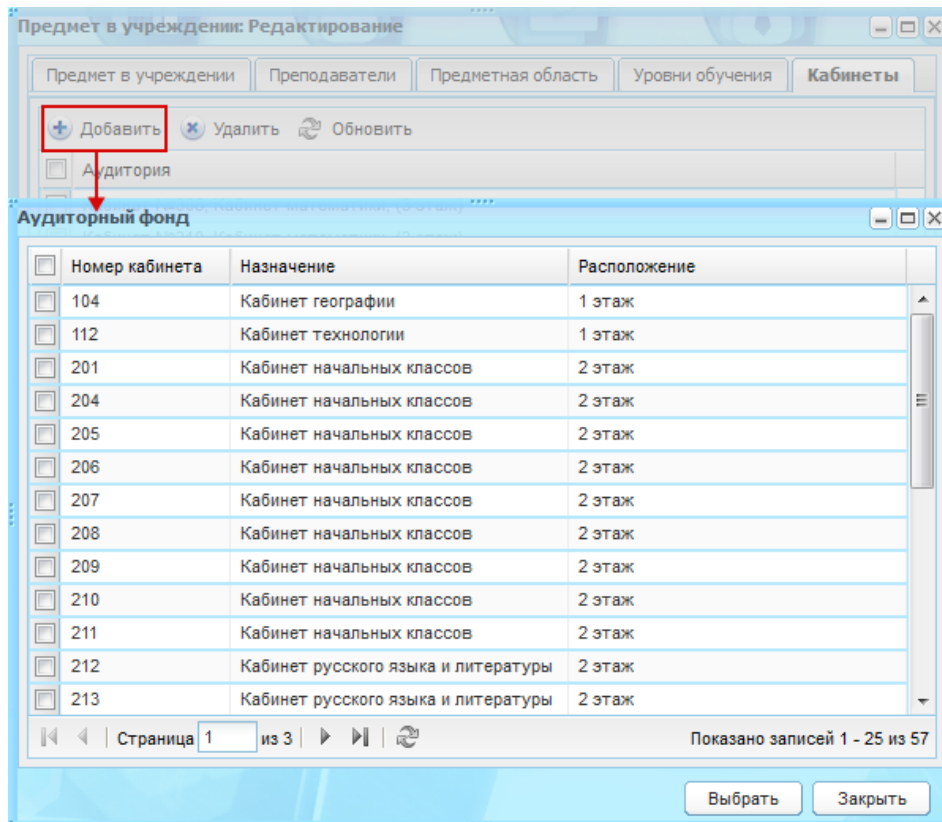 Предмет в учреждении: Редактирование
Предмет в учреждении Преподаватели Предметная область Уровни обучения Кабинеты
Добавить Удалить Обновить
Аудитория
Аудиторный фонд
Номер кабинета Назначение Расположение
104 Кабинет географии 1 этаж
112 Кабинет технологии 1 этаж
201 Кабинет начальных классов 2 этаж
204 Кабинет начальных классов 2 этаж
205 Кабинет начальных классов 2 этаж
206 Кабинет начальных классов 2 этаж
207 Кабинет начальных классов 2 этаж
208 Кабинет начальных классов 2 этаж
209 Кабинет начальных классов 2 этаж
210 Кабинет начальных классов 2 этаж
211 Кабинет начальных классов 2 этаж
212 Кабинет русского языка и литературы 2 этаж
213 Кабинет русского языка и литературы 2 этаж
Страница 1 из 3 Показано записей 1 - 25 из 57
Выбрать Закрыть